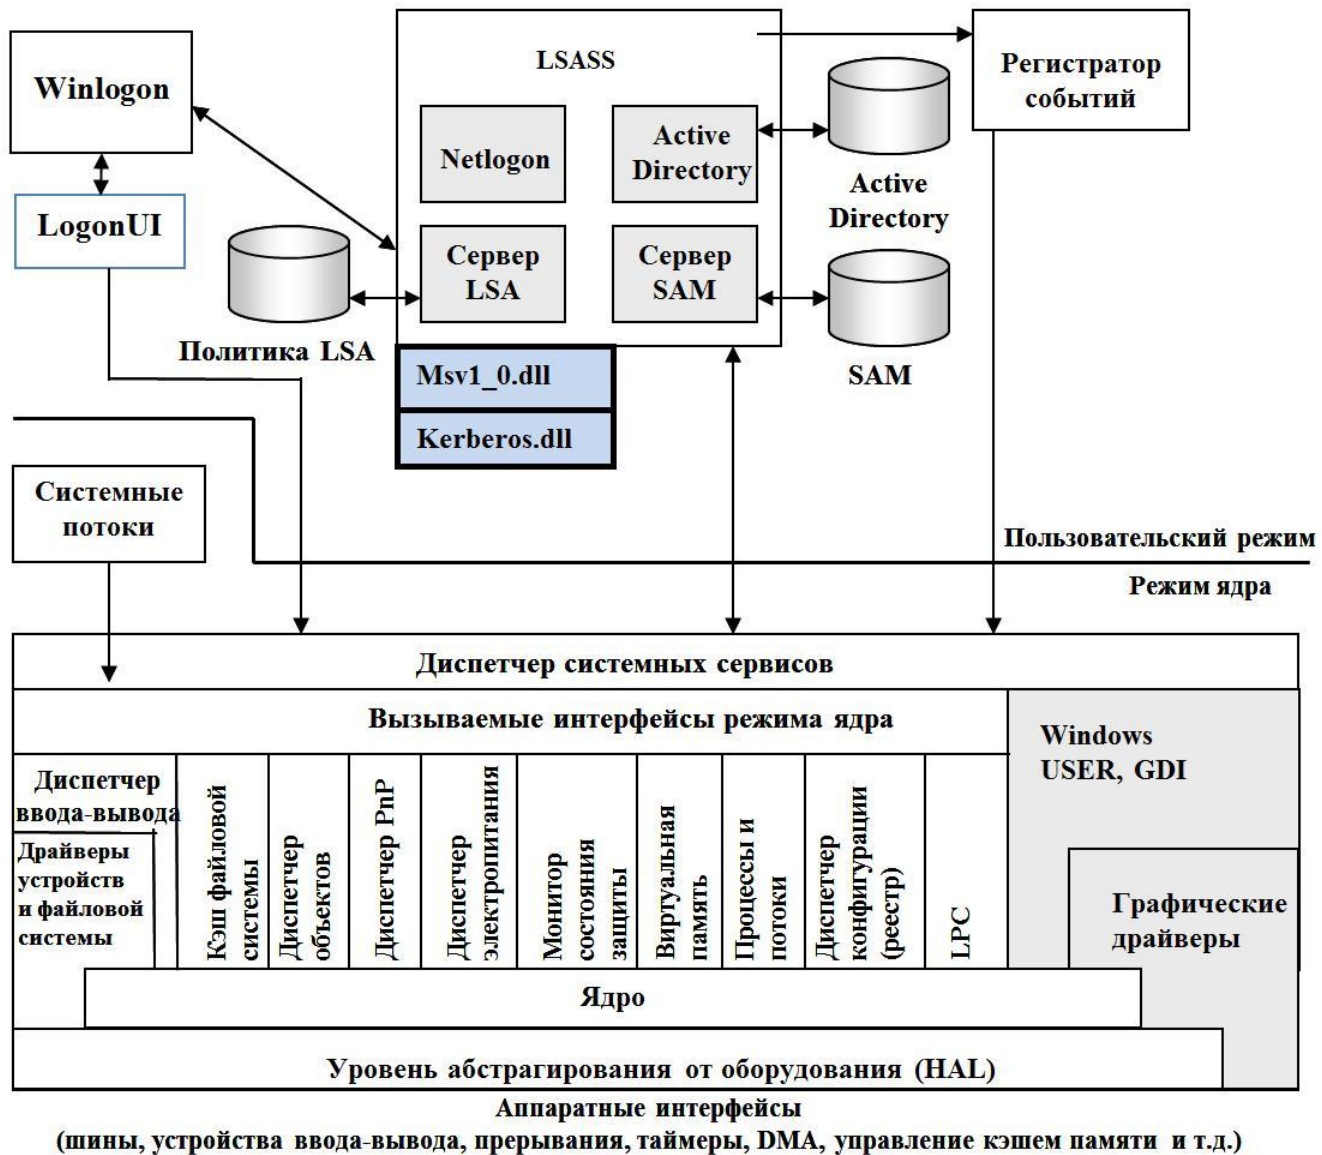 Winlogon
LogonUI
LSASS
Netlogon
Active
Directory
Сервер
LSA
Сервер
SAM
Политика LSA
Msv1_0.dll
Kerberos.dll
Active
Directory
SAM
Регистратор
событий
Системные
потоки
Пользовательский режим
Режим ядра
Диспетчер системных сервисов
Вызываемые интерфейсы режима ядра
Windows
USER, GDI
Диспетчер
ввода-вывода
Драйверы
устройств
и файловой
системы
Кэш файловой
системы
Диспетчер
объектов
Диспетчер PnP
Диспетчер
электропитания
Монитор
состояния
защиты
Виртуальная
память
Процессы и
потоки
Диспетчер
конфигурации
(реестр)
LPC
Графические
драйверы
Ядро
Уровень абстрагирования от оборудования (HAL)
Аппаратные интерфейсы
(шины, устройства ввода-вывода, прерывания, таймеры, DMA, управление кэшем памяти и т.д.)